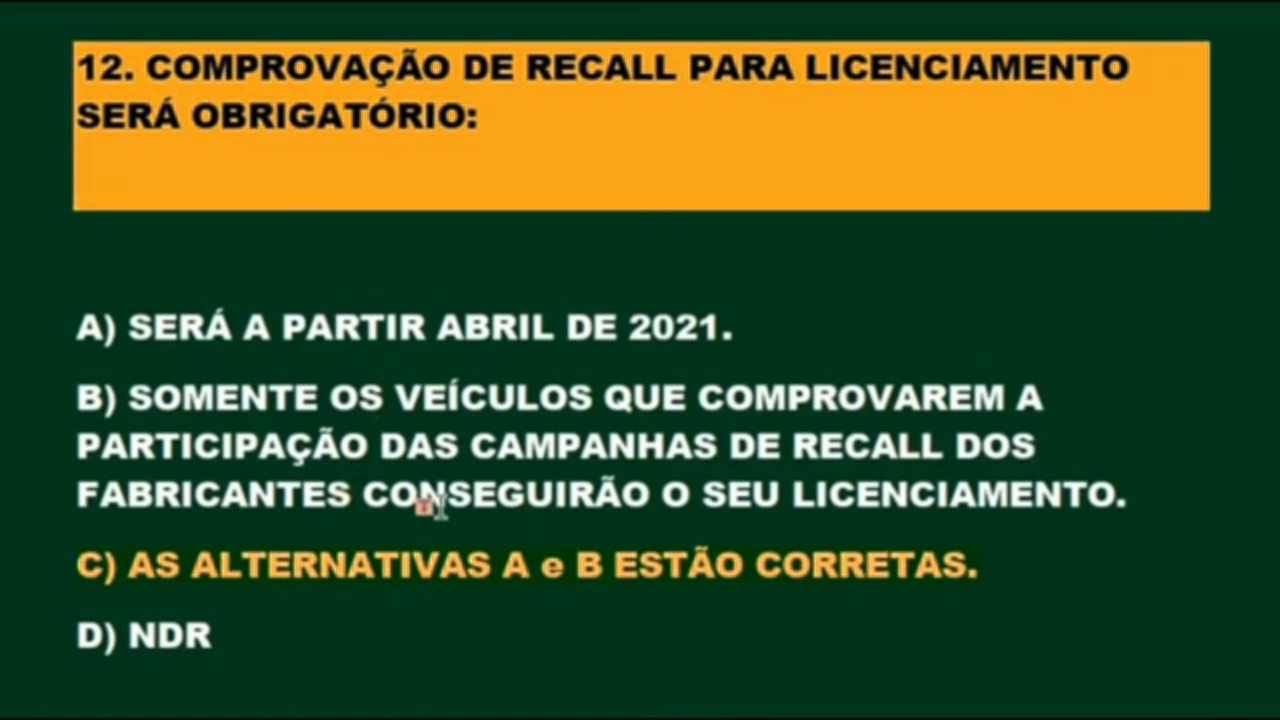 12. COMPROVAÇÃO DE RECALL PARA LICENCIAMENTO
SERÁ OBRIGATÓRIO:
A) SERÁ A PARTIR ABRIL DE 2021.
B) SOMENTE OS VEÍCULOS QUE COMPROVAREM A
PARTICIPAÇÃO DAS CAMPANHAS DE RECALL DOS
FABRICANTES CONSEGUIRÃO O SEU LICENCIAMENTO.
C) AS ALTERNATIVAS A e B ESTÃO CORRETAS.
D) NDR